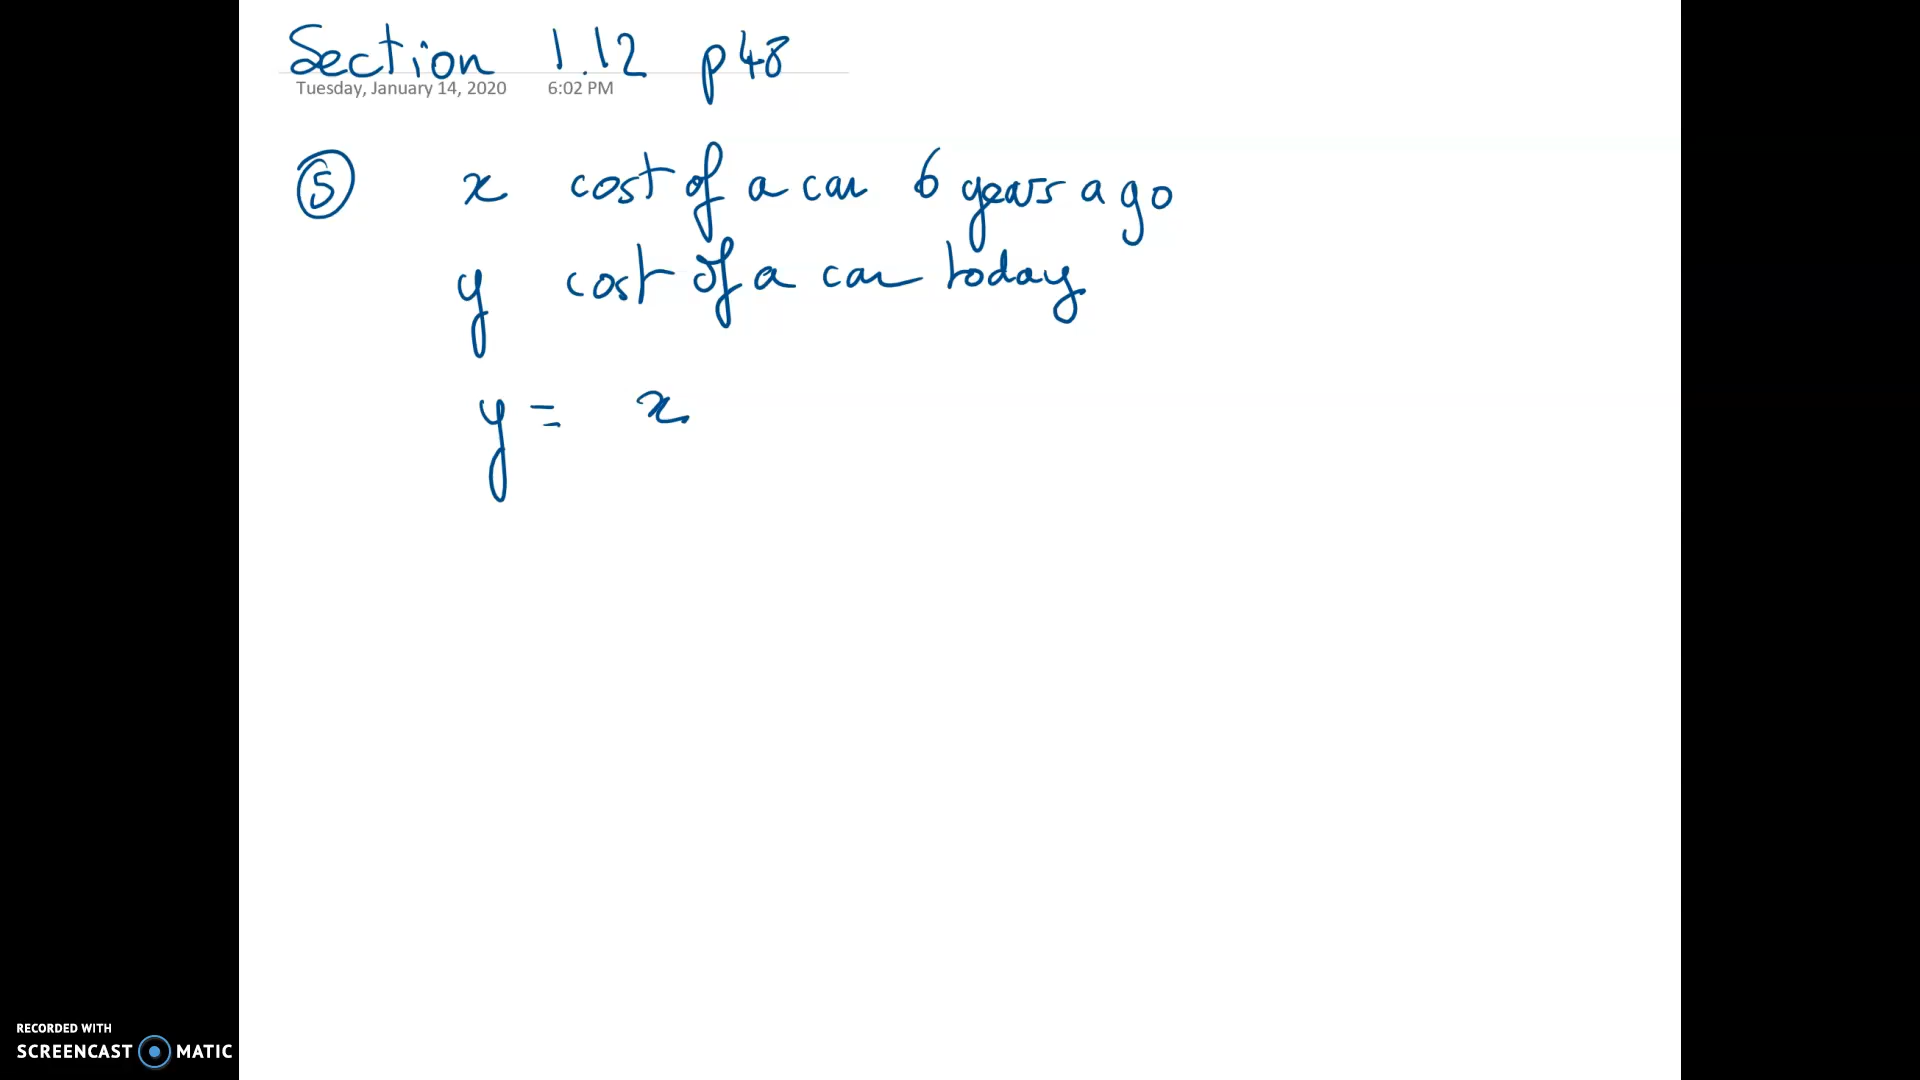 Section 1.12 p48
Tuesday, January 14, 2020 6:02 PM
5 x cost of a car 6 years ago
y cost of a car today
y = x
RECORDED WITH
SCREENCAST MATIC